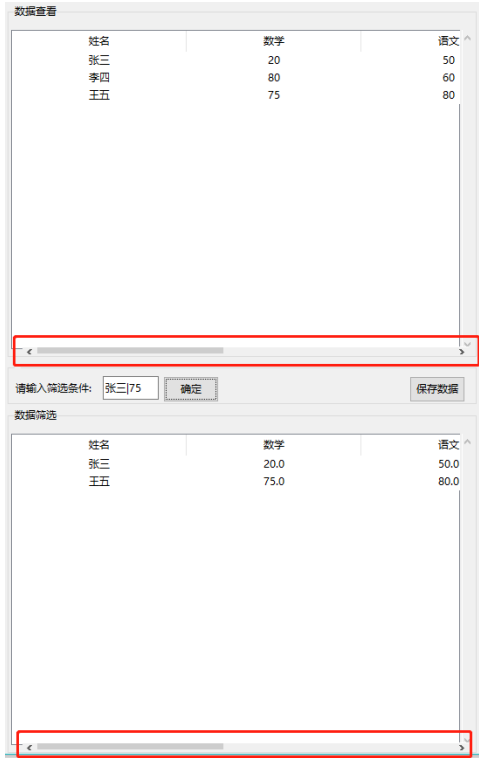 数据查看
姓名 数学 语文
张三 20 50
李四 80 60
王五 75 80
请输入筛选条件: 张三|75 确定 保存数据
数据筛选
姓名 数学 语文
张三 20.0 50.0
王五 75.0 80.0